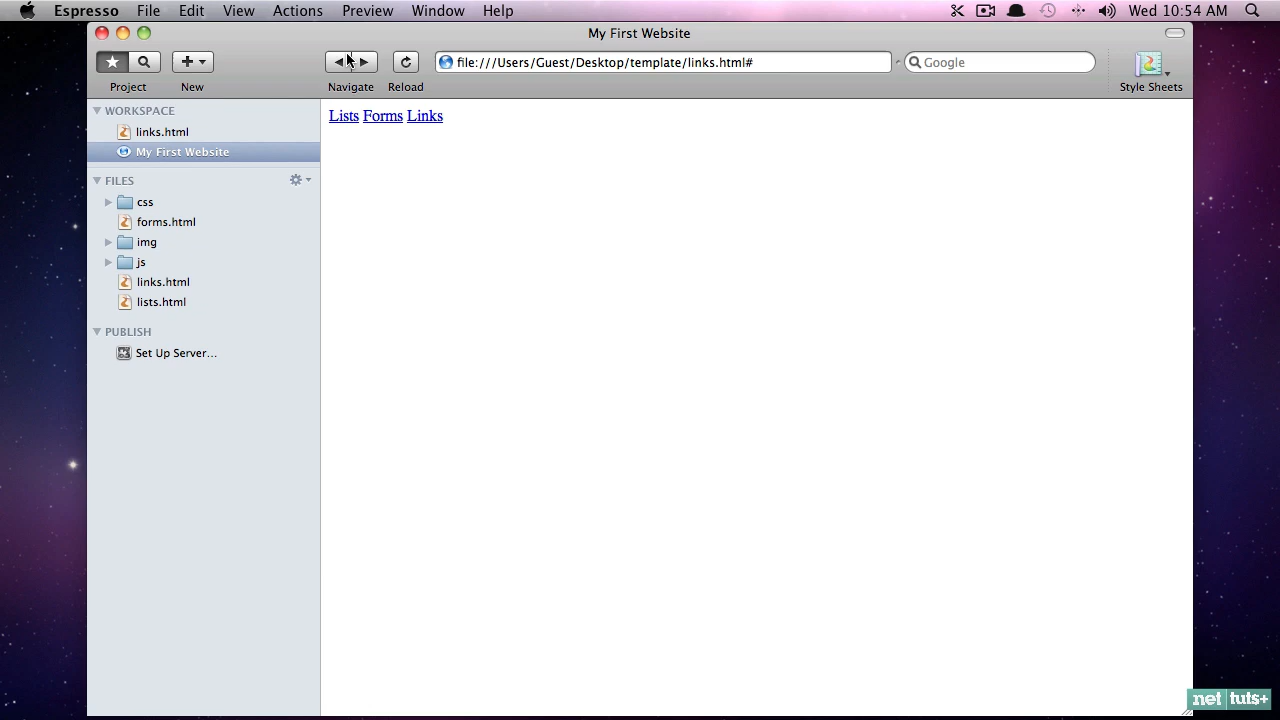 Espresso File Edit View Actions Preview Window Help Wed 10:54 AM
My First Website
file:///Users/Guest/Desktop/template/links.html# Google
Project New Navigate Reload Style Sheets
WORKSPACE
links.html
My First Website
FILES
css
forms.html
img
js
links.html
lists.html
PUBLISH
Set Up Server...
Lists Forms Links
net tuts+